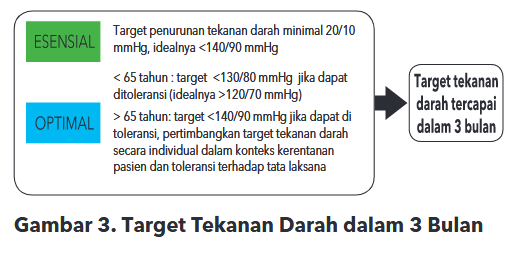 ESENSIAL
Target penurunan tekanan darah minimal 20/10
mmHg, idealnya <140/90 mmHg
OPTIMAL
< 65 tahun : target <130/80 mmHg jika dapat
ditoleransi (idealnya >120/70 mmHg)
> 65 tahun: target <140/90 mmHg jika dapat di
toleransi, pertimbangkan target tekanan darah
secara individual dalam konteks kerentanan
pasien dan toleransi terhadap tata laksana
Target tekanan
darah tercapai
dalam 3 bulan
Gambar 3. Target Tekanan Darah dalam 3 Bulan